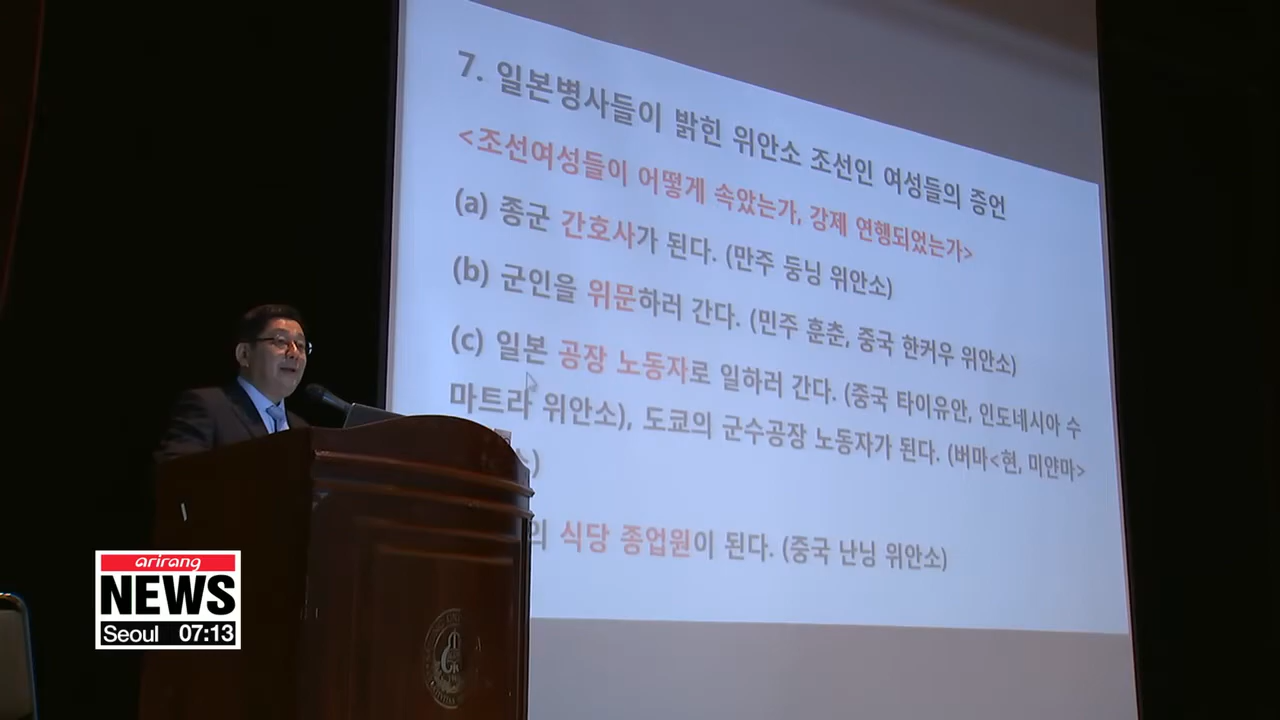 7. 일본병사들이 밝힌 위안소 조선인 여성들의 증언
<조선여성들이 어떻게 속았는가, 강제 연행되었는가>
(a) 종군 간호사가 된다. (만주 둥닝 위안소)
(b) 군인을 위문하러 간다. (민주 훈춘, 중국 한커우 위안소)
(c) 일본 공장 노동자로 일하러 간다. (중국 타이유안, 인도네시아 수
마트라 위안소), 도쿄의 군수공장 노동자가 된다. (버마<현, 미얀마>
)
의 식당 종업원이 된다. (중국 난닝 위안소)
arirang
NEWS
Seoul 07:13